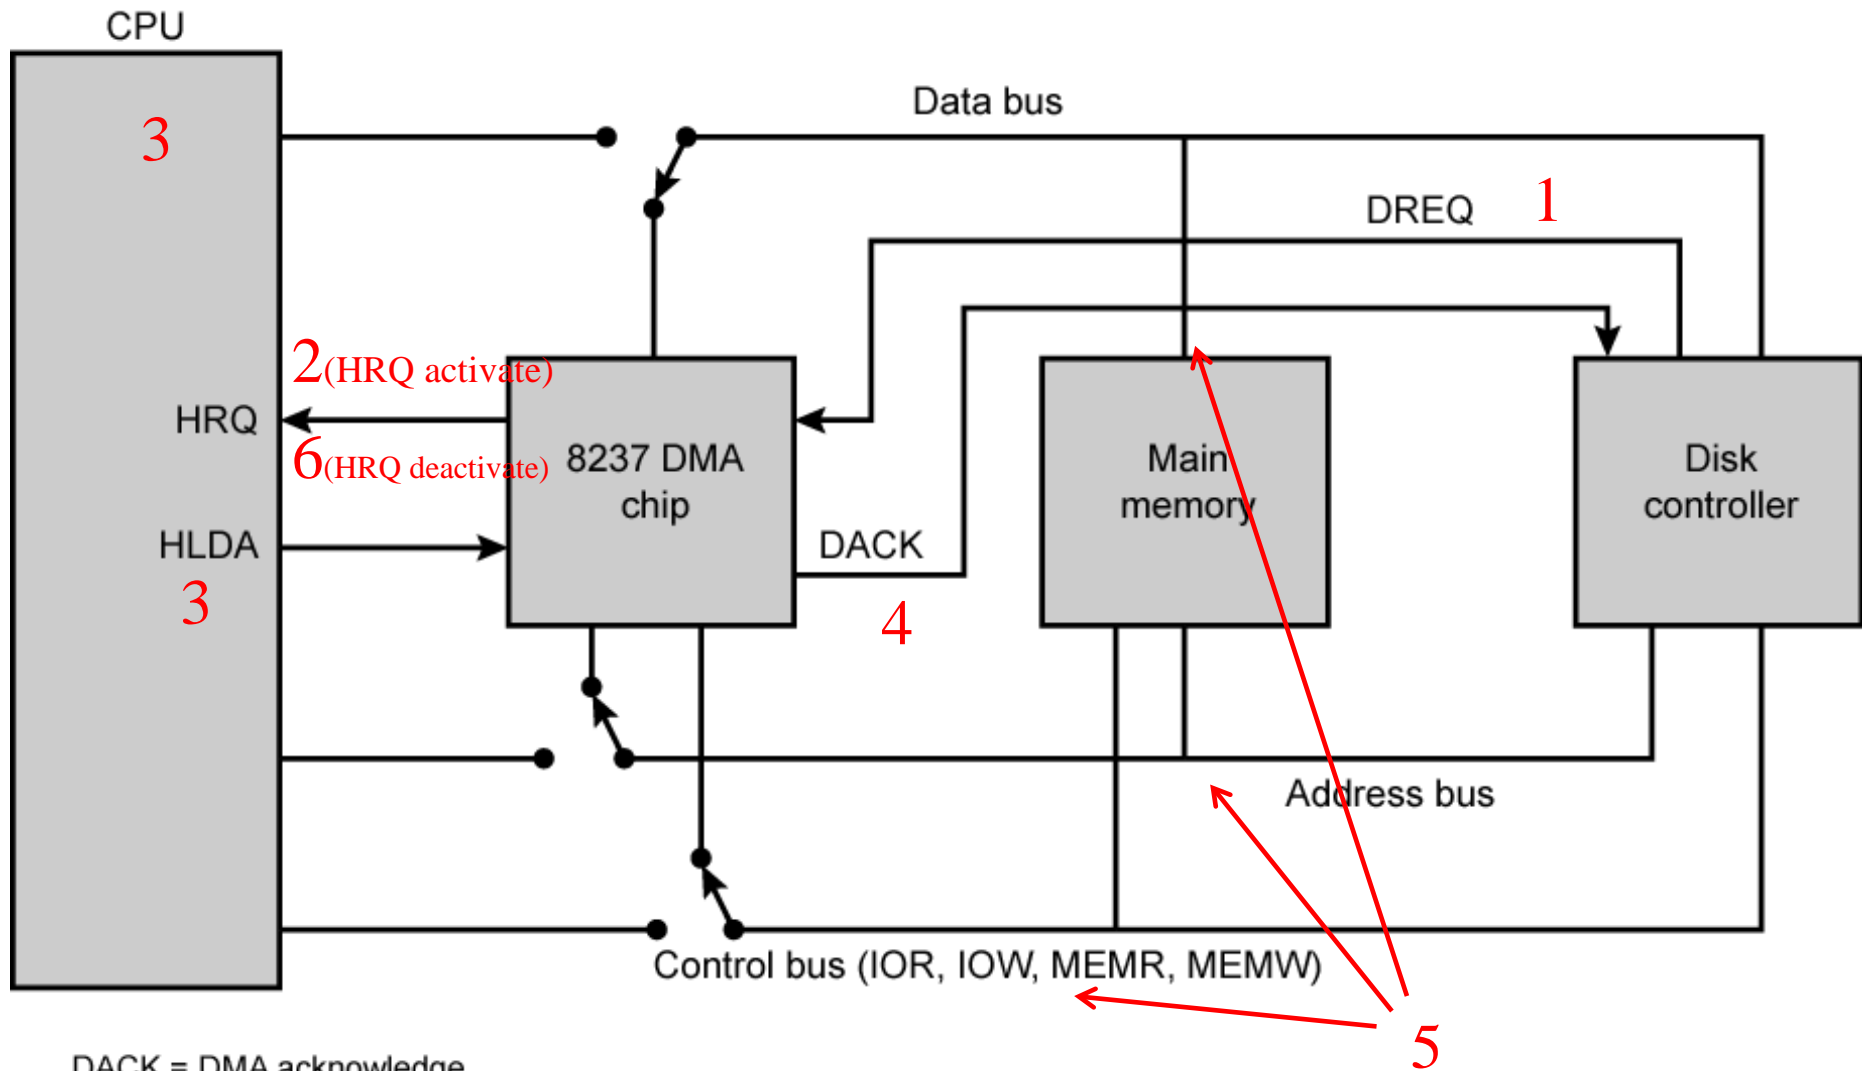 CPU
3
Data bus
DREQ 1
2(HRQ activate)
HRQ
6(HRQ deactivate)
8237 DMA
chip
Main
memory
Disk
controller
HLDA
3
DACK
4
Address bus
Control bus (IOR, IOW, MEMR, MEMW)
5
DACK = DMA acknowledge